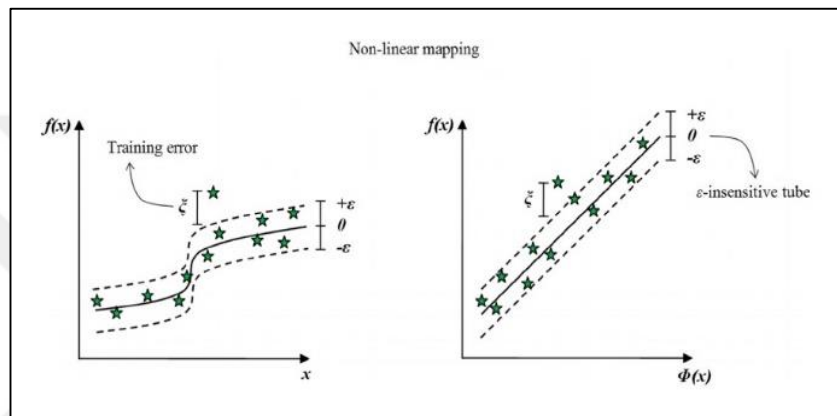 Non-linear mapping
f(x)
Training error
ξ
+ε
0
-ε
x
f(x)
+ε
0
-ε
ξ
ε-insensitive tube
Φ(x)